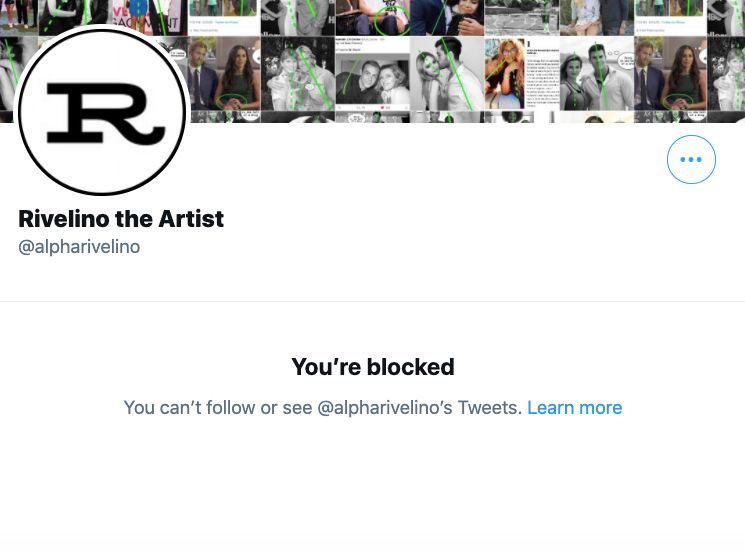 R
Rivelino the Artist
@alpharivelino
You're blocked
You can't follow or see @alpharivelino's Tweets. Learn more